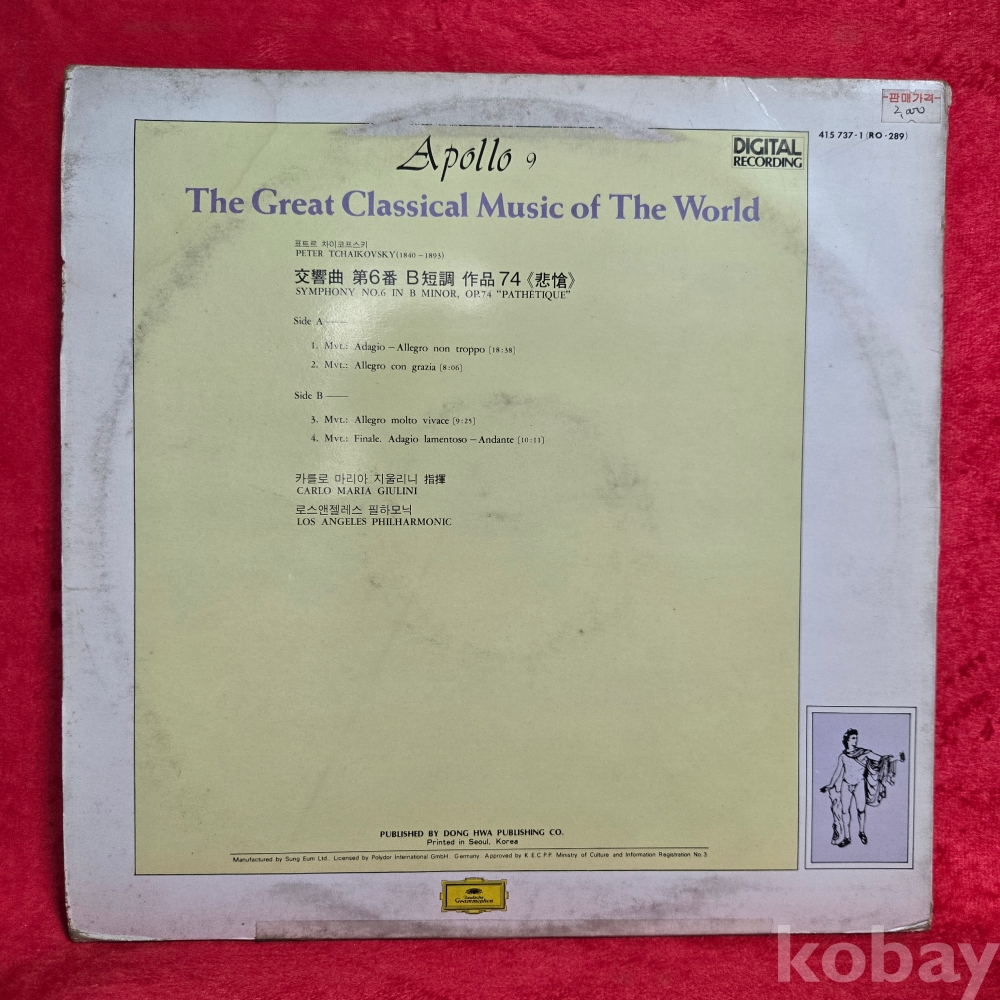 판매가격
2,000
415 737-1 (RO-289)
DIGITAL
RECORDING
Apollo 9
The Great Classical Music of The World
표트르 차이코프스키
PETER TCHAIKOVSKY(1840-1893)
交響曲 第6番 B短調 作品74《悲愴》
SYMPHONY NO.6 IN B MINOR, OP.74 "PATHÉTIQUE"
Side A
1. Mvt.: Adagio – Allegro non troppo [18:38]
2. Mvt.: Allegro con grazia [8:06]
Side B
3. Mvt.: Allegro molto vivace [9:25]
4. Mvt.: Finale. Adagio lamentoso – Andante [10:11]
카를로 마리아 지울리니 指揮
CARLO MARIA GIULINI
로스앤젤레스 필하모닉
LOS ANGELES PHILHARMONIC
PUBLISHED BY DONG HWA PUBLISHING CO.
Printed in Seoul, Korea
Manufactured by Sung Eum Ltd. Licensed by Polydor International GmbH. Germany. Approved by K.E.C.P.P. Ministry of Culture and Information Registration No.3
Deutsche
Grammophon
kobay